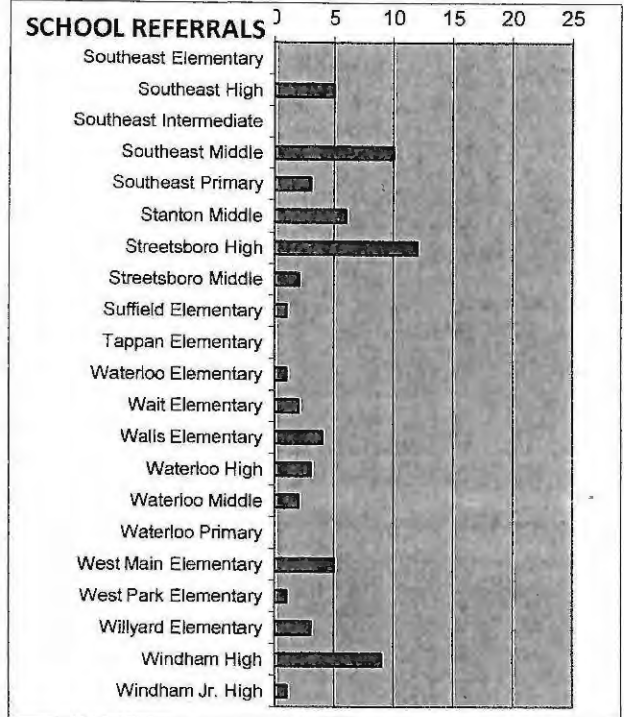 SCHOOL REFERRALS
0 5 10 15 20 25
Southeast Elementary
Southeast High
Southeast Intermediate
Southeast Middle
Southeast Primary
Stanton Middle
Streetsboro High
Streetsboro Middle
Suffield Elementary
Tappan Elementary
Waterloo Elementary
Wait Elementary
Walls Elementary
Waterloo High
Waterloo Middle
Waterloo Primary
West Main Elementary
West Park Elementary
Willyard Elementary
Windham High
Windham Jr. High